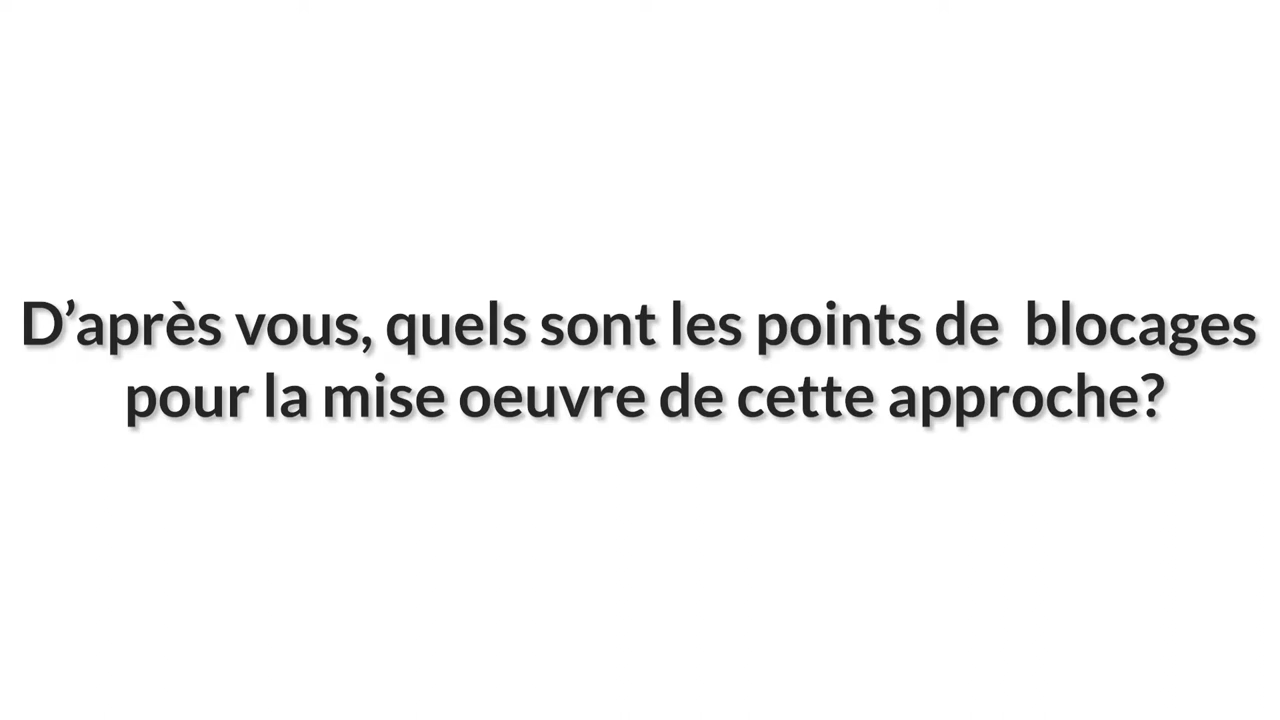 D’après vous, quels sont les points de  blocages
pour la mise oeuvre de cette approche?